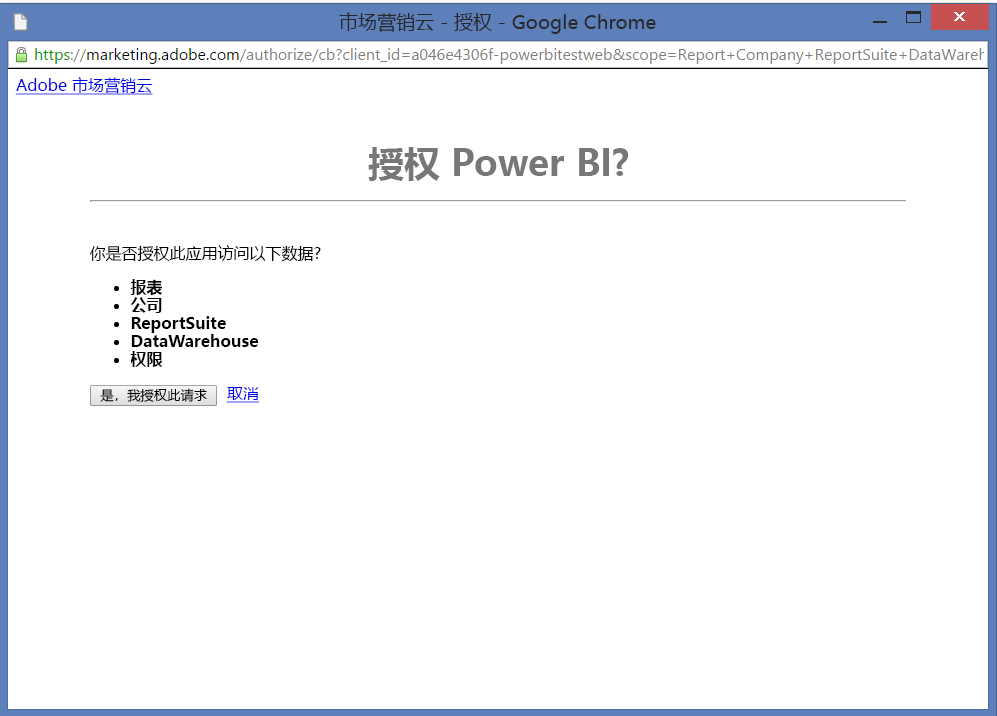 市场营销云 - 授权 - Google Chrome
https://marketing.adobe.com/authorize/cb?client_id=a046e4306f-powerbitestweb&scope=Report+Company+ReportSuite+DataWareh
Adobe 市场营销云
授权 Power BI?
你是否授权此应用访问以下数据?
• 报表
• 公司
• ReportSuite
• DataWarehouse
• 权限
是，我授权此请求 取消